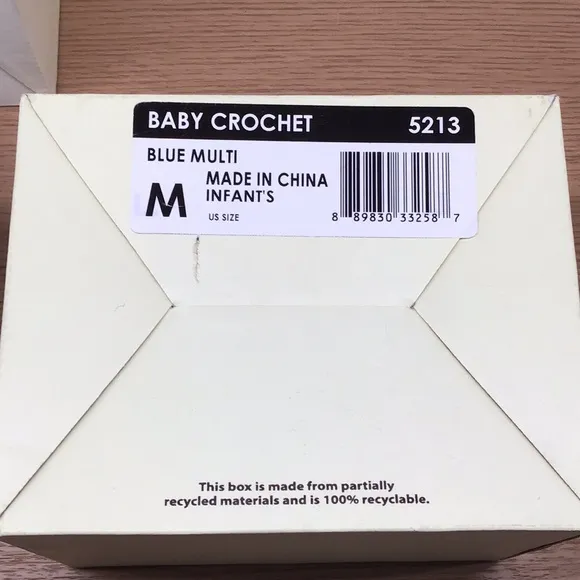 BABY CROCHET 5213
BLUE MULTI
M MADE IN CHINA
INFANT'S
US SIZE
8 89830 33258 7
This box is made from partially
recycled materials and is 100% recyclable.